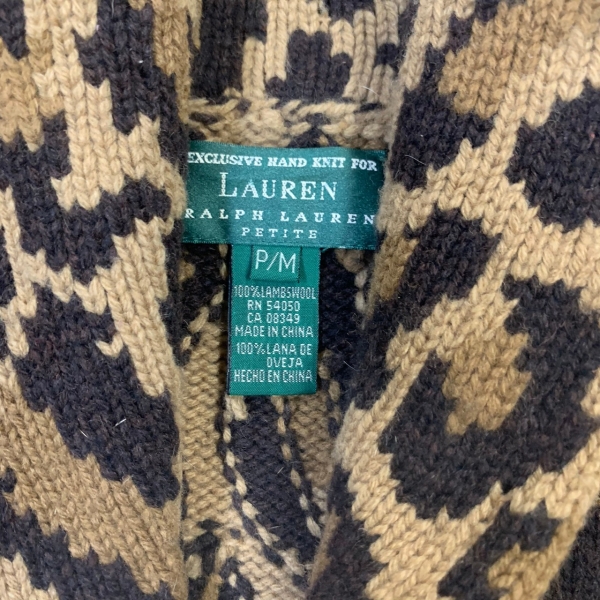 EXCLUSIVE HAND KNIT FOR
LAUREN
RALPH LAUREN
PETITE
P/M
100% LAMBSWOOL
RN 54050
CA 08349
MADE IN CHINA
100% LANA DE
OVEJA
HECHO EN CHINA